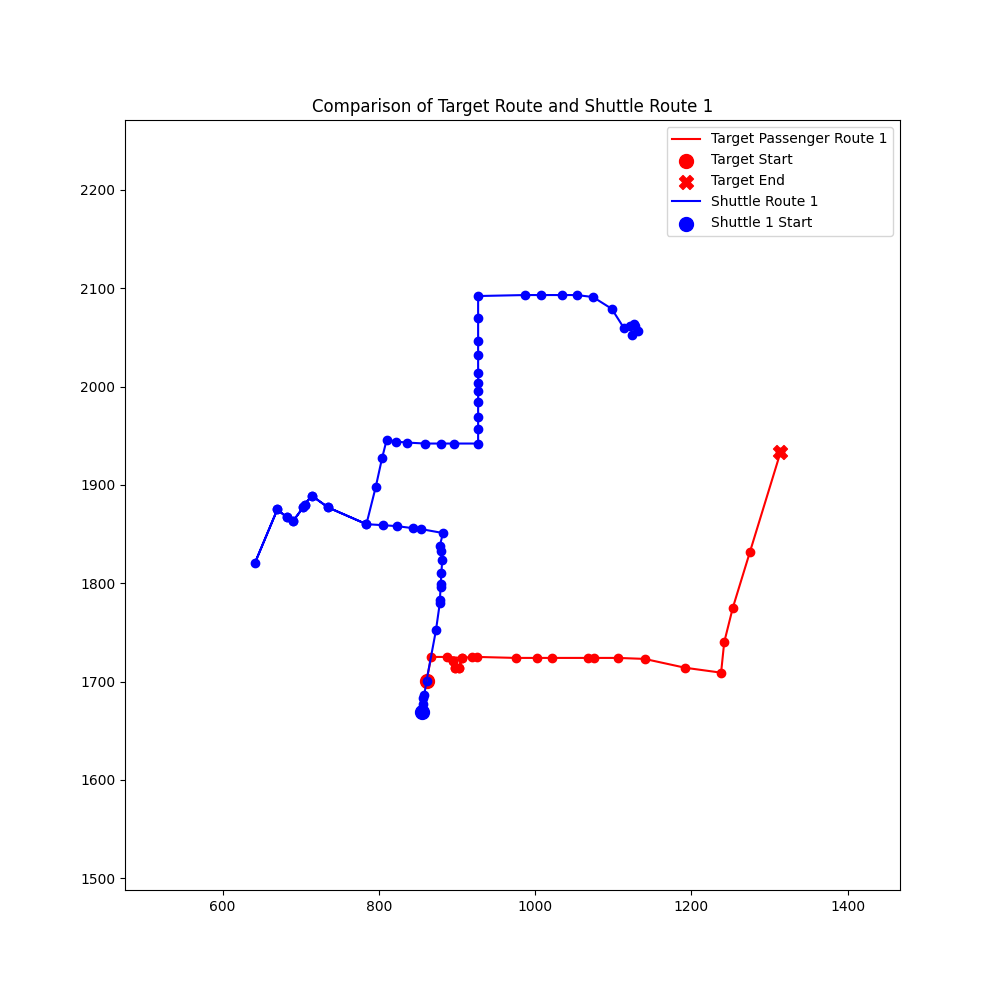 Comparison of Target Route and Shuttle Route 1
Target Passenger Route 1
Target Start
Target End
Shuttle Route 1
Shuttle 1 Start
2200
2100
2000
1900
1800
1700
1600
1500
600 800 1000 1200 1400